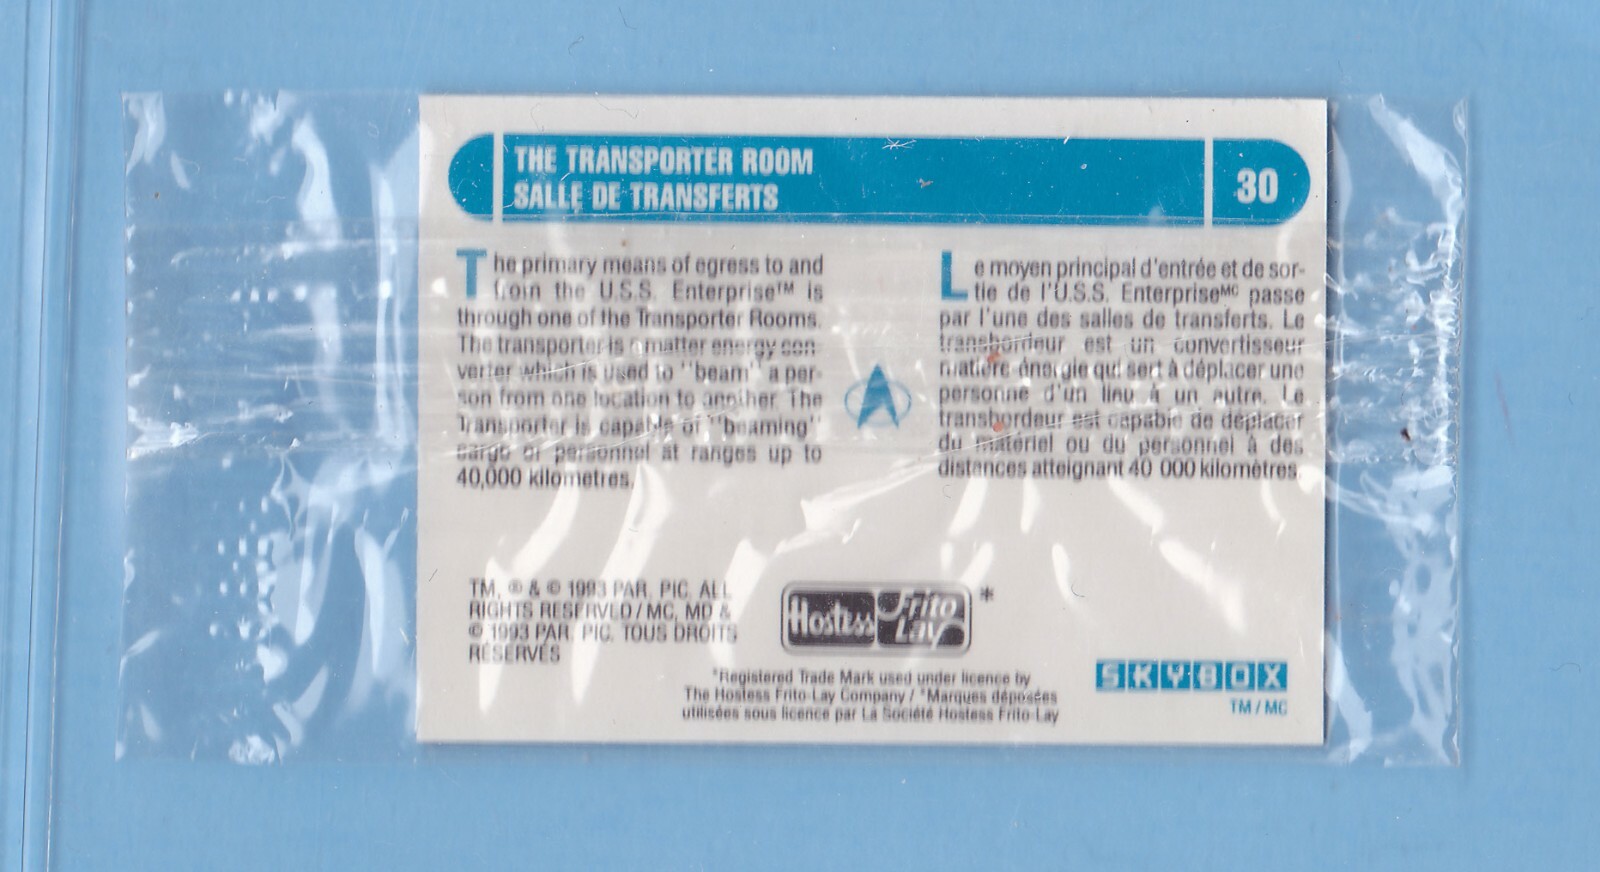 THE TRANSPORTER ROOM
SALLE DE TRANSFERTS
30
The primary means of egress to and
from the U.S.S. Enterprise™ is
through one of the Transporter Rooms.
The transporter is a matter energy con-
verter which is used to "beam" a per-
son from one location to another. The
Transporter is capable of "beaming"
cargo or personnel at ranges up to
40,000 kilometres.
Le moyen principal d'entrée et de sor-
tie de l'U.S.S. Enterpriseᴹᶜ passe
par l'une des salles de transferts. Le
transbordeur est un convertisseur
matière-énergie qui sert à déplacer une
personne d'un lieu à un autre. Le
transbordeur est capable de déplacer
du matériel ou du personnel à des
distances atteignant 40 000 kilomètres.
TM, ® & © 1993 PAR. PIC. ALL
RIGHTS RESERVED / MC, MD &
© 1993 PAR. PIC. TOUS DROITS
RÉSERVÉS
Hostess Frito Lay *
*Registered Trade Mark used under licence by
The Hostess Frito-Lay Company / *Marques déposées
utilisées sous licence par La Société Hostess Frito-Lay
SKYBOX
TM / MC